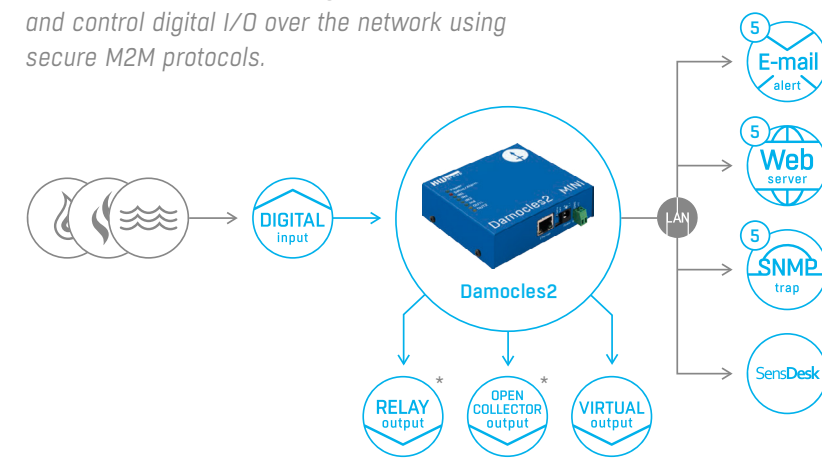 and control digital I/O over the network using
secure M2M protocols.
5
E-mail
alert
5
Web
server
DIGITAL
input
Damocles2 MINI
LAN
5
SNMP
trap
Damocles2
SensDesk
RELAY
output
*
OPEN
COLLECTOR
output
*
VIRTUAL
output